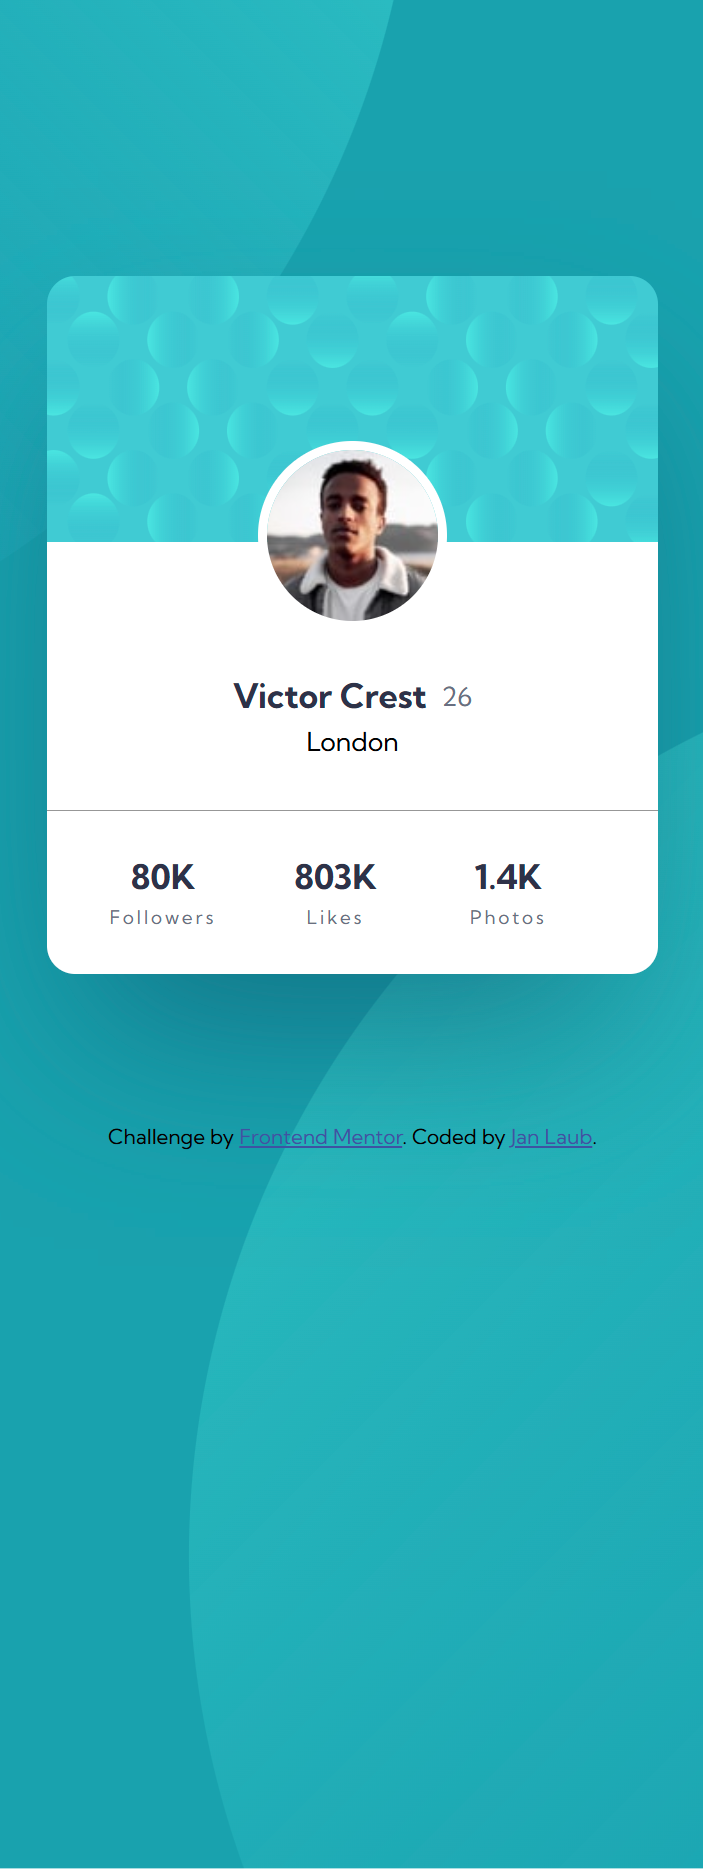 Victor Crest 26
London
80K 803K 1.4K
Followers Likes Photos
Challenge by Frontend Mentor. Coded by Jan Laub.